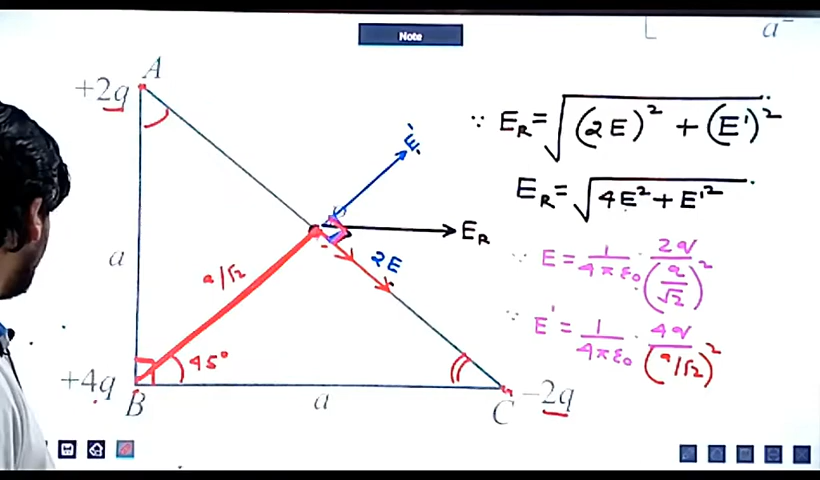 Note
a
A
+2q
E'
∵ E_R = √((2E)² + (E')²)
E_R = √(4E² + E'²)
E_R
2E
a
a/√2
∵ E = 1/4πε₀ · 2q/(a/√2)²
∵ E' = 1/4πε₀ · 4q/(a/√2)²
45°
+4q
B
a
C
−2q